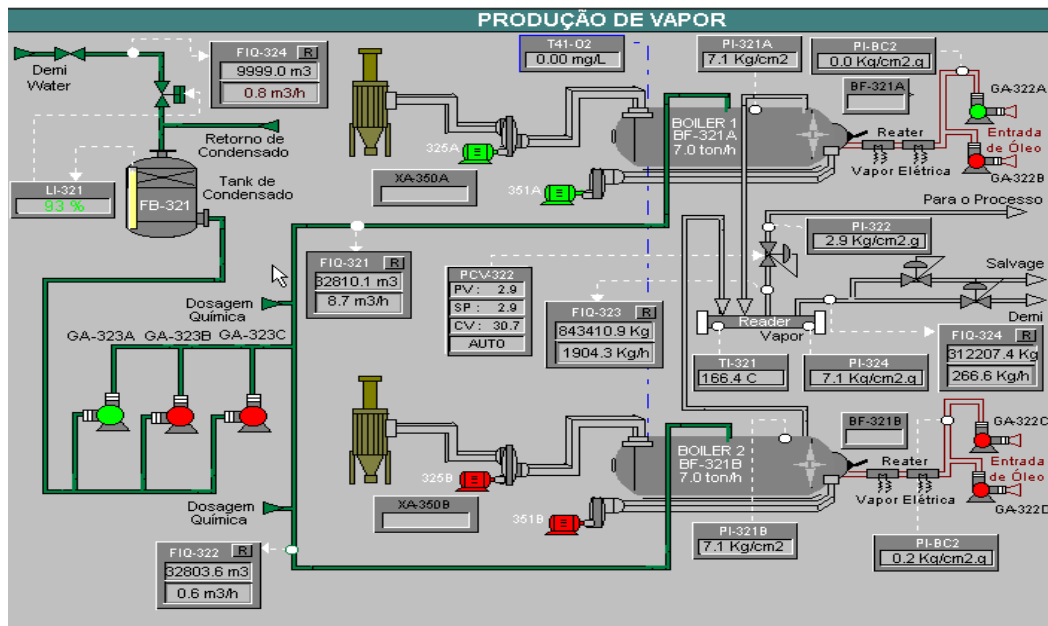 PRODUÇÃO DE VAPOR
Demi
Water
FIQ-324 R
9999.0 m3
0.8 m3/h
Retorno de
Condensado
LI-321
93 %
Tank de
Condensado
FB-321
T41-02
0.00 mg/L
PI-321A
7.1 Kg/cm2
PI-BC2
0.0 Kg/cm2.g
BF-321A
GA-322A
BOILER 1
BF-321A
7.0 ton/h
325A
XA-350A
351A
Reater
Vapor Elétrica
Entrada
de Óleo
GA-322B
Para o Processo
PI-322
2.9 Kg/cm2.g
FIQ-321 R
32810.1 m3
8.7 m3/h
PCV-322
PV : 2.9
SP : 2.9
CV : 30.7
AUTO
FIQ-323 R
843410.9 Kg
1904.3 Kg/h
Salvage
Demi
Reader
Vapor
FIQ-324 R
312207.4 Kg
266.6 Kg/h
TI-321
166.4 C
PI-324
7.1 Kg/cm2.g
Dosagem
Química
GA-323A GA-323B GA-323C
BOILER 2
BF-321B
7.0 ton/h
325B
XA-350B
351B
BF-321B
GA-322C
Reater
Vapor Elétrica
Entrada
de Óleo
GA-322D
Dosagem
Química
FIQ-322 R
32803.6 m3
0.6 m3/h
PI-321B
7.1 Kg/cm2
PI-BC2
0.2 Kg/cm2.g